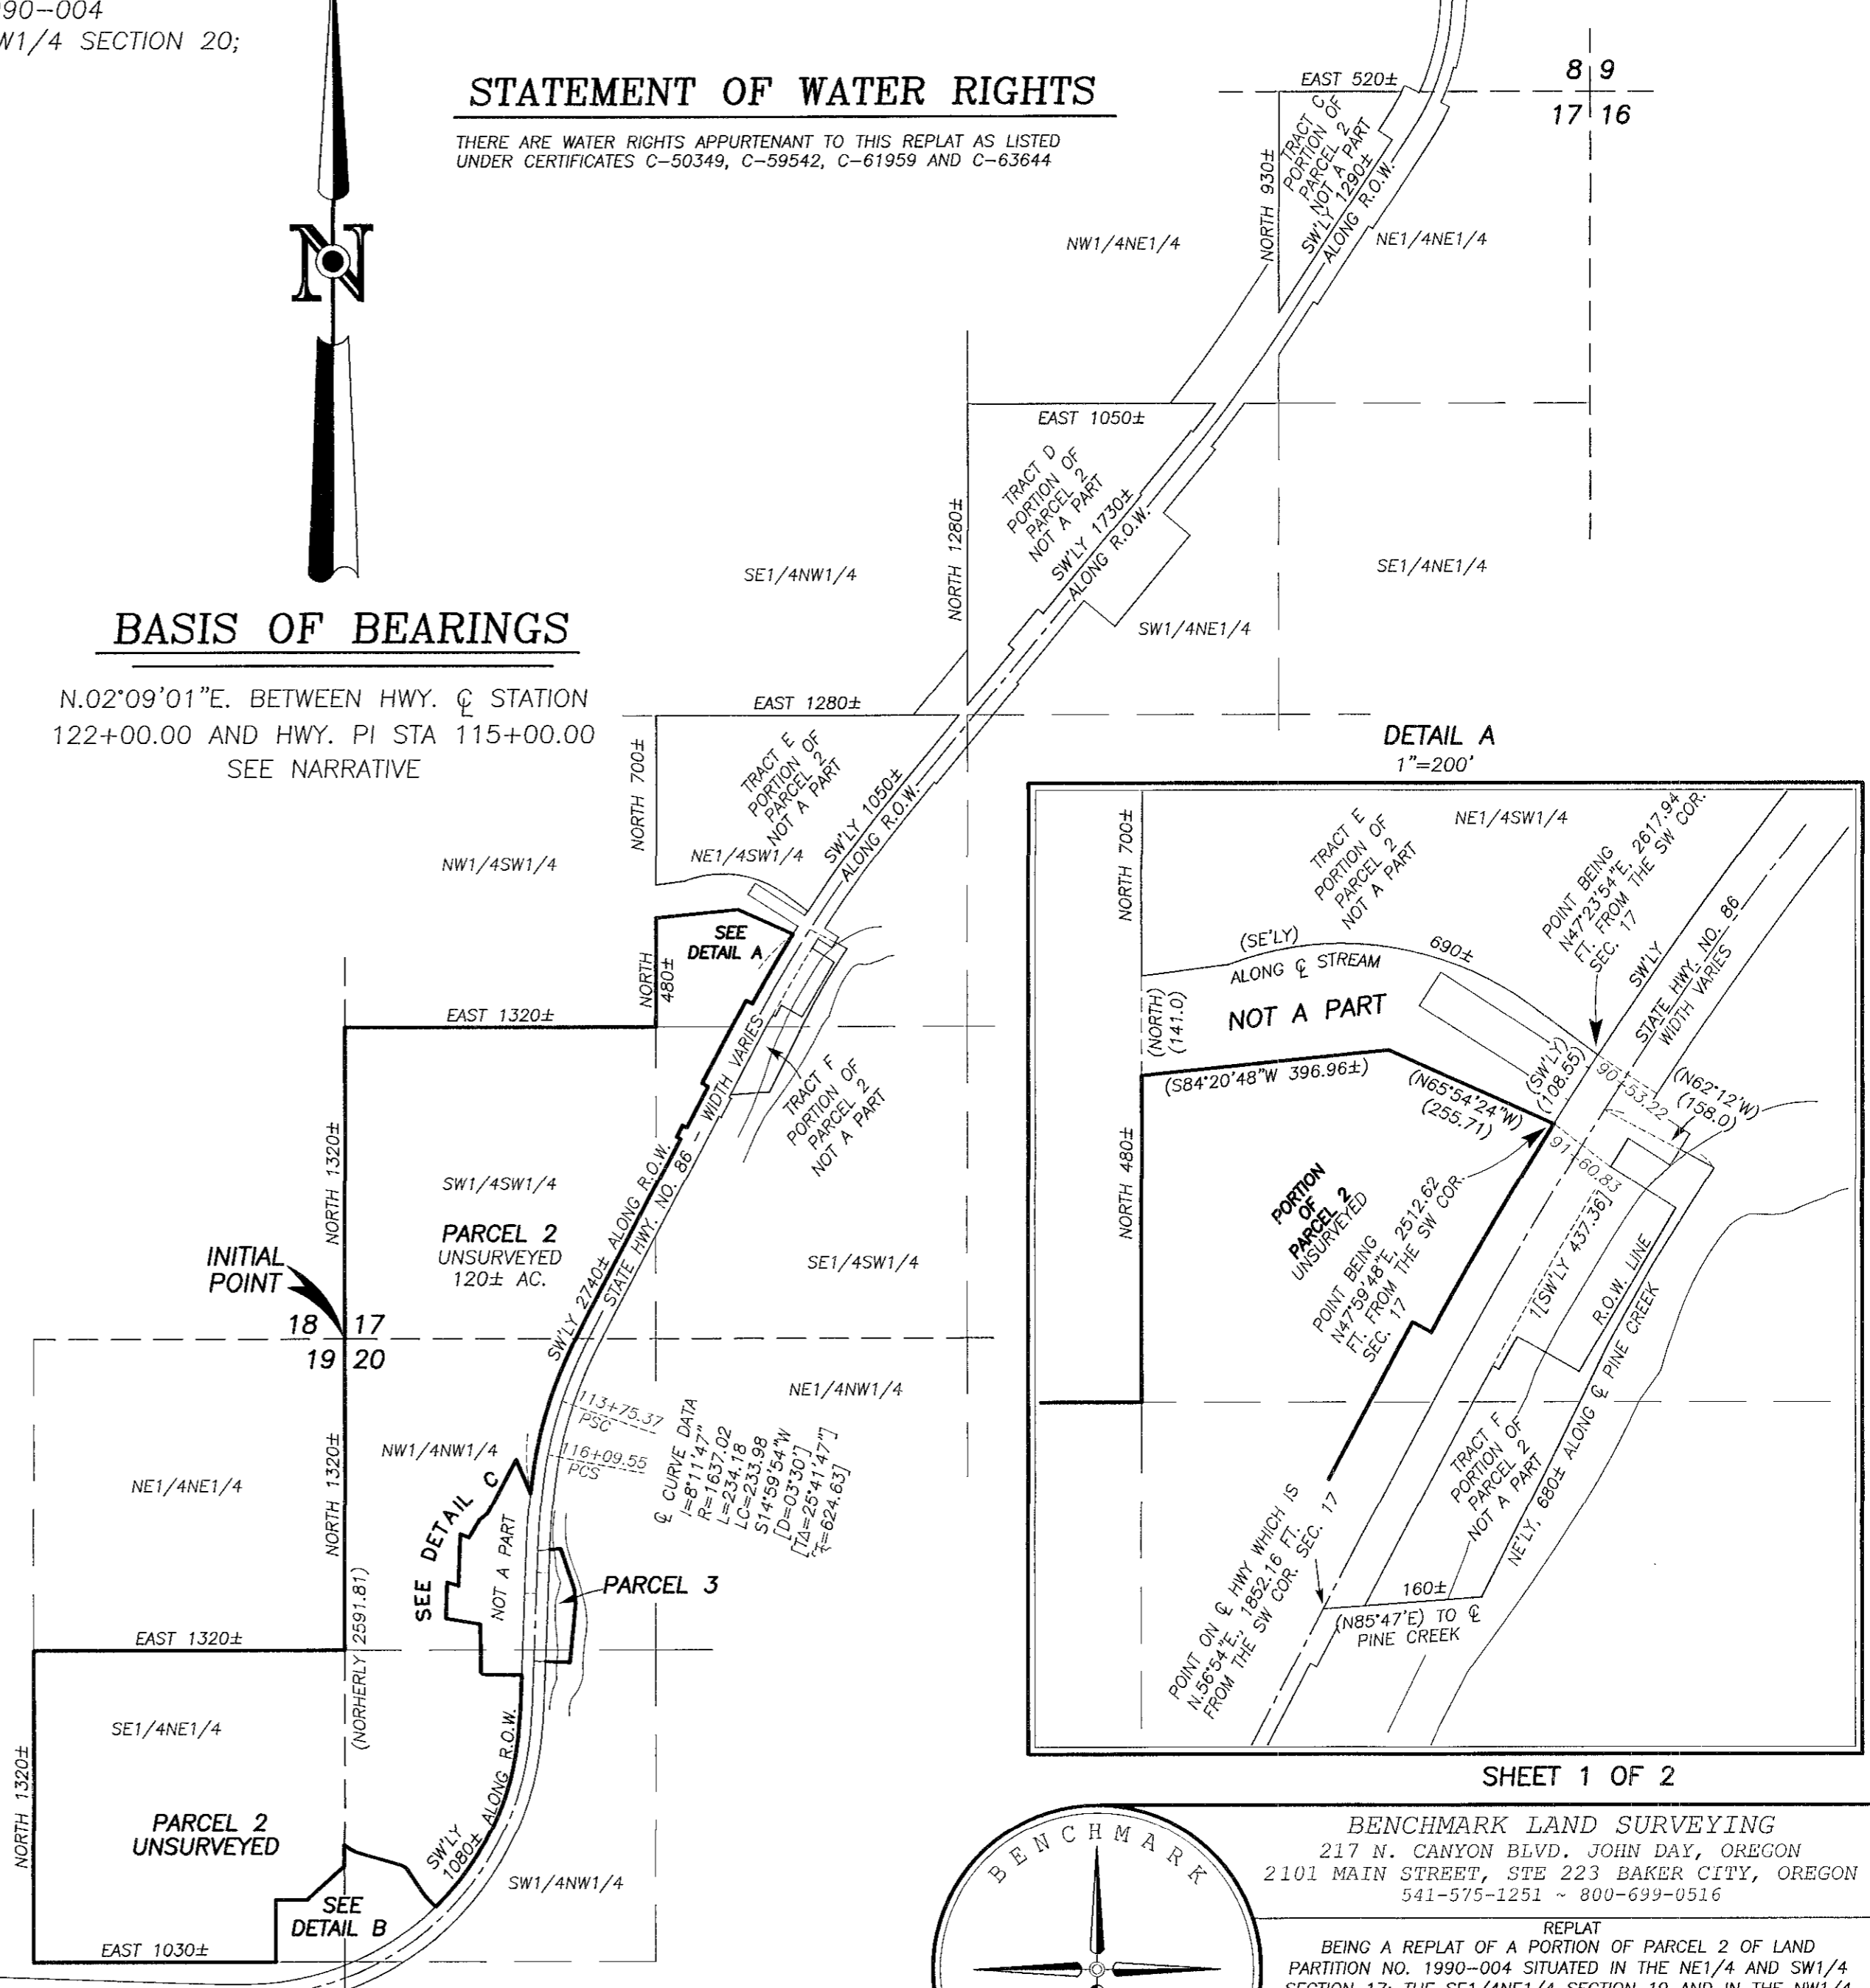 90-004
W1/4 SECTION 20;
STATEMENT OF WATER RIGHTS
THERE ARE WATER RIGHTS APPURTENANT TO THIS REPLAT AS LISTED
UNDER CERTIFICATES C-50349, C-59542, C-61959 AND C-63644
N
BASIS OF BEARINGS
N.02°09'01"E. BETWEEN HWY. ℄ STATION
122+00.00 AND HWY. PI STA 115+00.00
SEE NARRATIVE
EAST 520±
8 9
17 16
TRACT C
PORTION OF
PARCEL 2
NOT A PART
NORTH 930±
SW'LY 1290±
ALONG R.O.W.
NW1/4NE1/4
NE1/4NE1/4
EAST 1050±
TRACT D
PORTION OF
PARCEL 2
NOT A PART
NORTH 1280±
SW'LY 1730±
ALONG R.O.W.
SE1/4NW1/4
SE1/4NE1/4
SW1/4NE1/4
EAST 1280±
NORTH 700±
TRACT E
PORTION OF
PARCEL 2
NOT A PART
SW'LY 1050±
ALONG R.O.W.
NW1/4SW1/4
NE1/4SW1/4
SEE
DETAIL A
NORTH
480±
EAST 1320±
TRACT F
PORTION OF
PARCEL 2
NOT A PART
NORTH 1320±
SW1/4SW1/4
PARCEL 2
UNSURVEYED
120± AC.
SW'LY 2740± ALONG R.O.W.
STATE HWY. NO. 86 - WIDTH VARIES
SE1/4SW1/4
INITIAL
POINT
18 17
19 20
NE1/4NW1/4
113+75.37
PSC
116+09.55
PCS
℄ CURVE DATA
I=8°11'47"
R=1637.02
L=234.18
LC=233.98
S14°59'54"W
[D=03°30']
[TΔ=25°41'47"]
[T=624.63]
NW1/4NW1/4
NE1/4NE1/4
NORTH 1320±
SEE DETAIL C
NOT A PART
PARCEL 3
EAST 1320±
(NORHERLY 2591.81)
SE1/4NE1/4
NORTH 1320±
PARCEL 2
UNSURVEYED
SW'LY
1080± ALONG R.O.W.
SW1/4NW1/4
SEE
DETAIL B
EAST 1030±
DETAIL A
1"=200'
NORTH 700±
TRACT E
PORTION OF
PARCEL 2
NOT A PART
NE1/4SW1/4
POINT BEING
N47°23'54"E, 2617.94
FT. FROM THE SW COR.
SEC. 17
(SE'LY)
690±
ALONG ℄ STREAM
NOT A PART
(NORTH)
(141.0)
SW'LY
STATE HWY. NO. 86
WIDTH VARIES
(S84°20'48"W 396.96±)
(N65°54'24"W)
(255.71)
(SW'LY)
(108.55)
90+53.22
(N62°12'W)
(158.0)
91+60.83
NORTH 480±
PORTION
OF
PARCEL 2
UNSURVEYED
POINT BEING
N47°59'48"E, 2512.62
FT. FROM THE SW COR.
SEC. 17
1[SW'LY 437.36]
R.O.W. LINE
TRACT F
PORTION OF
PARCEL 2
NOT A PART
NE'LY, 680± ALONG ℄ PINE CREEK
POINT ON ℄ HWY WHICH IS
N.56°54'E., 1852.16 FT.
FROM THE SW COR. SEC. 17
160±
(N85°47'E) TO ℄
PINE CREEK
SHEET 1 OF 2
BENCHMARK
BENCHMARK LAND SURVEYING
217 N. CANYON BLVD. JOHN DAY, OREGON
2101 MAIN STREET, STE 223 BAKER CITY, OREGON
541-575-1251 ~ 800-699-0516
REPLAT
BEING A REPLAT OF A PORTION OF PARCEL 2 OF LAND
PARTITION NO. 1990-004 SITUATED IN THE NE1/4 AND SW1/4
SECTION 17; THE SE1/4NE1/4 SECTION 19 AND IN THE NW1/4